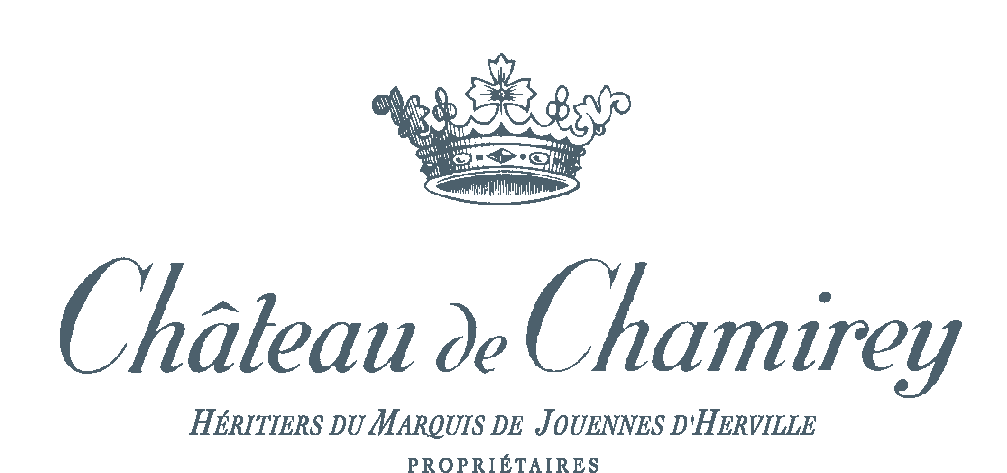 Château de Chamirey
Héritiers du Marquis de Jouennes d'Herville
PROPRIÉTAIRES